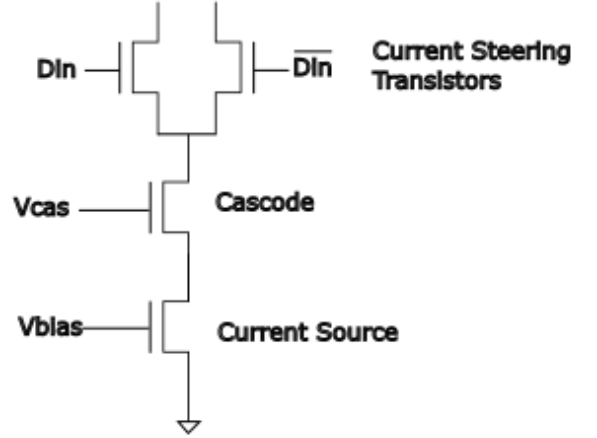 DIn
DIn
Current Steering
Transistors
Vcas
Cascode
Vbias
Current Source